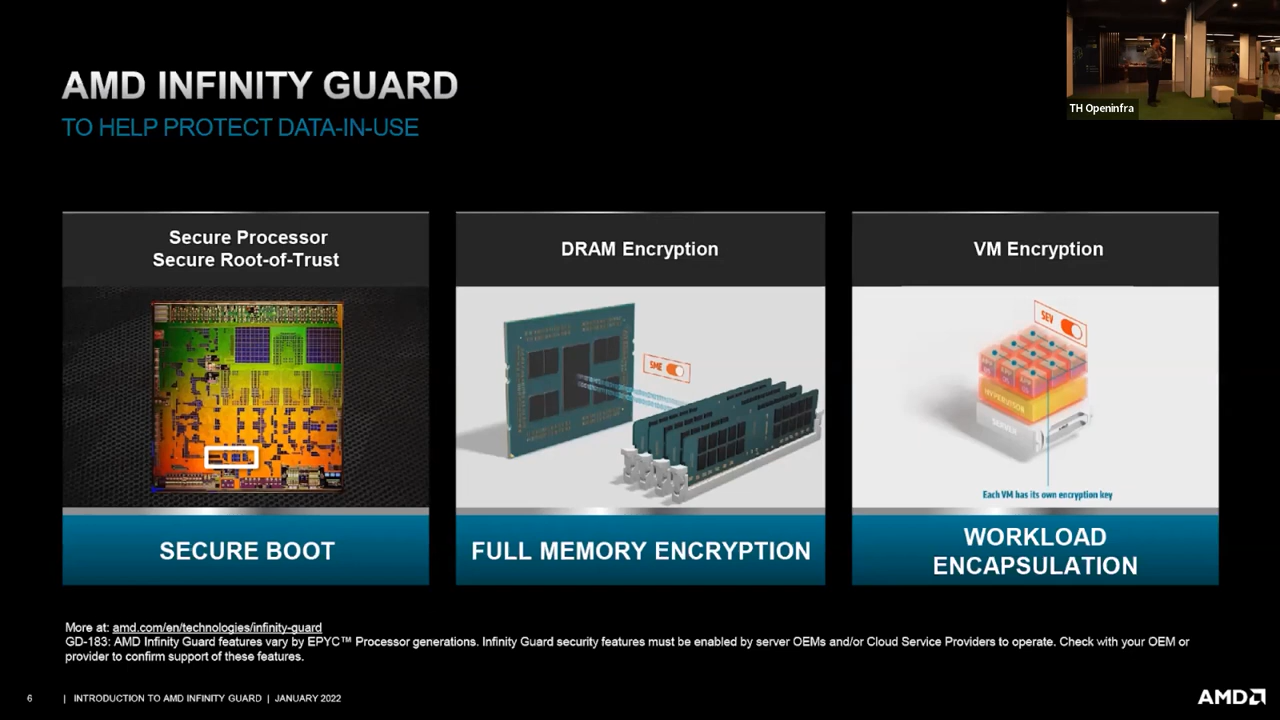 AMD INFINITY GUARD
TO HELP PROTECT DATA-IN-USE
TH Openinfra
Secure Processor
Secure Root-of-Trust
SECURE BOOT
DRAM Encryption
SME
FULL MEMORY ENCRYPTION
VM Encryption
SEV
HYPERVISOR
SERVER
Each VM has its own encryption key
WORKLOAD
ENCAPSULATION
More at: amd.com/en/technologies/infinity-guard
GD-183: AMD Infinity Guard features vary by EPYC™ Processor generations. Infinity Guard security features must be enabled by server OEMs and/or Cloud Service Providers to operate. Check with your OEM or
provider to confirm support of these features.
6 | INTRODUCTION TO AMD INFINITY GUARD | JANUARY 2022
AMD